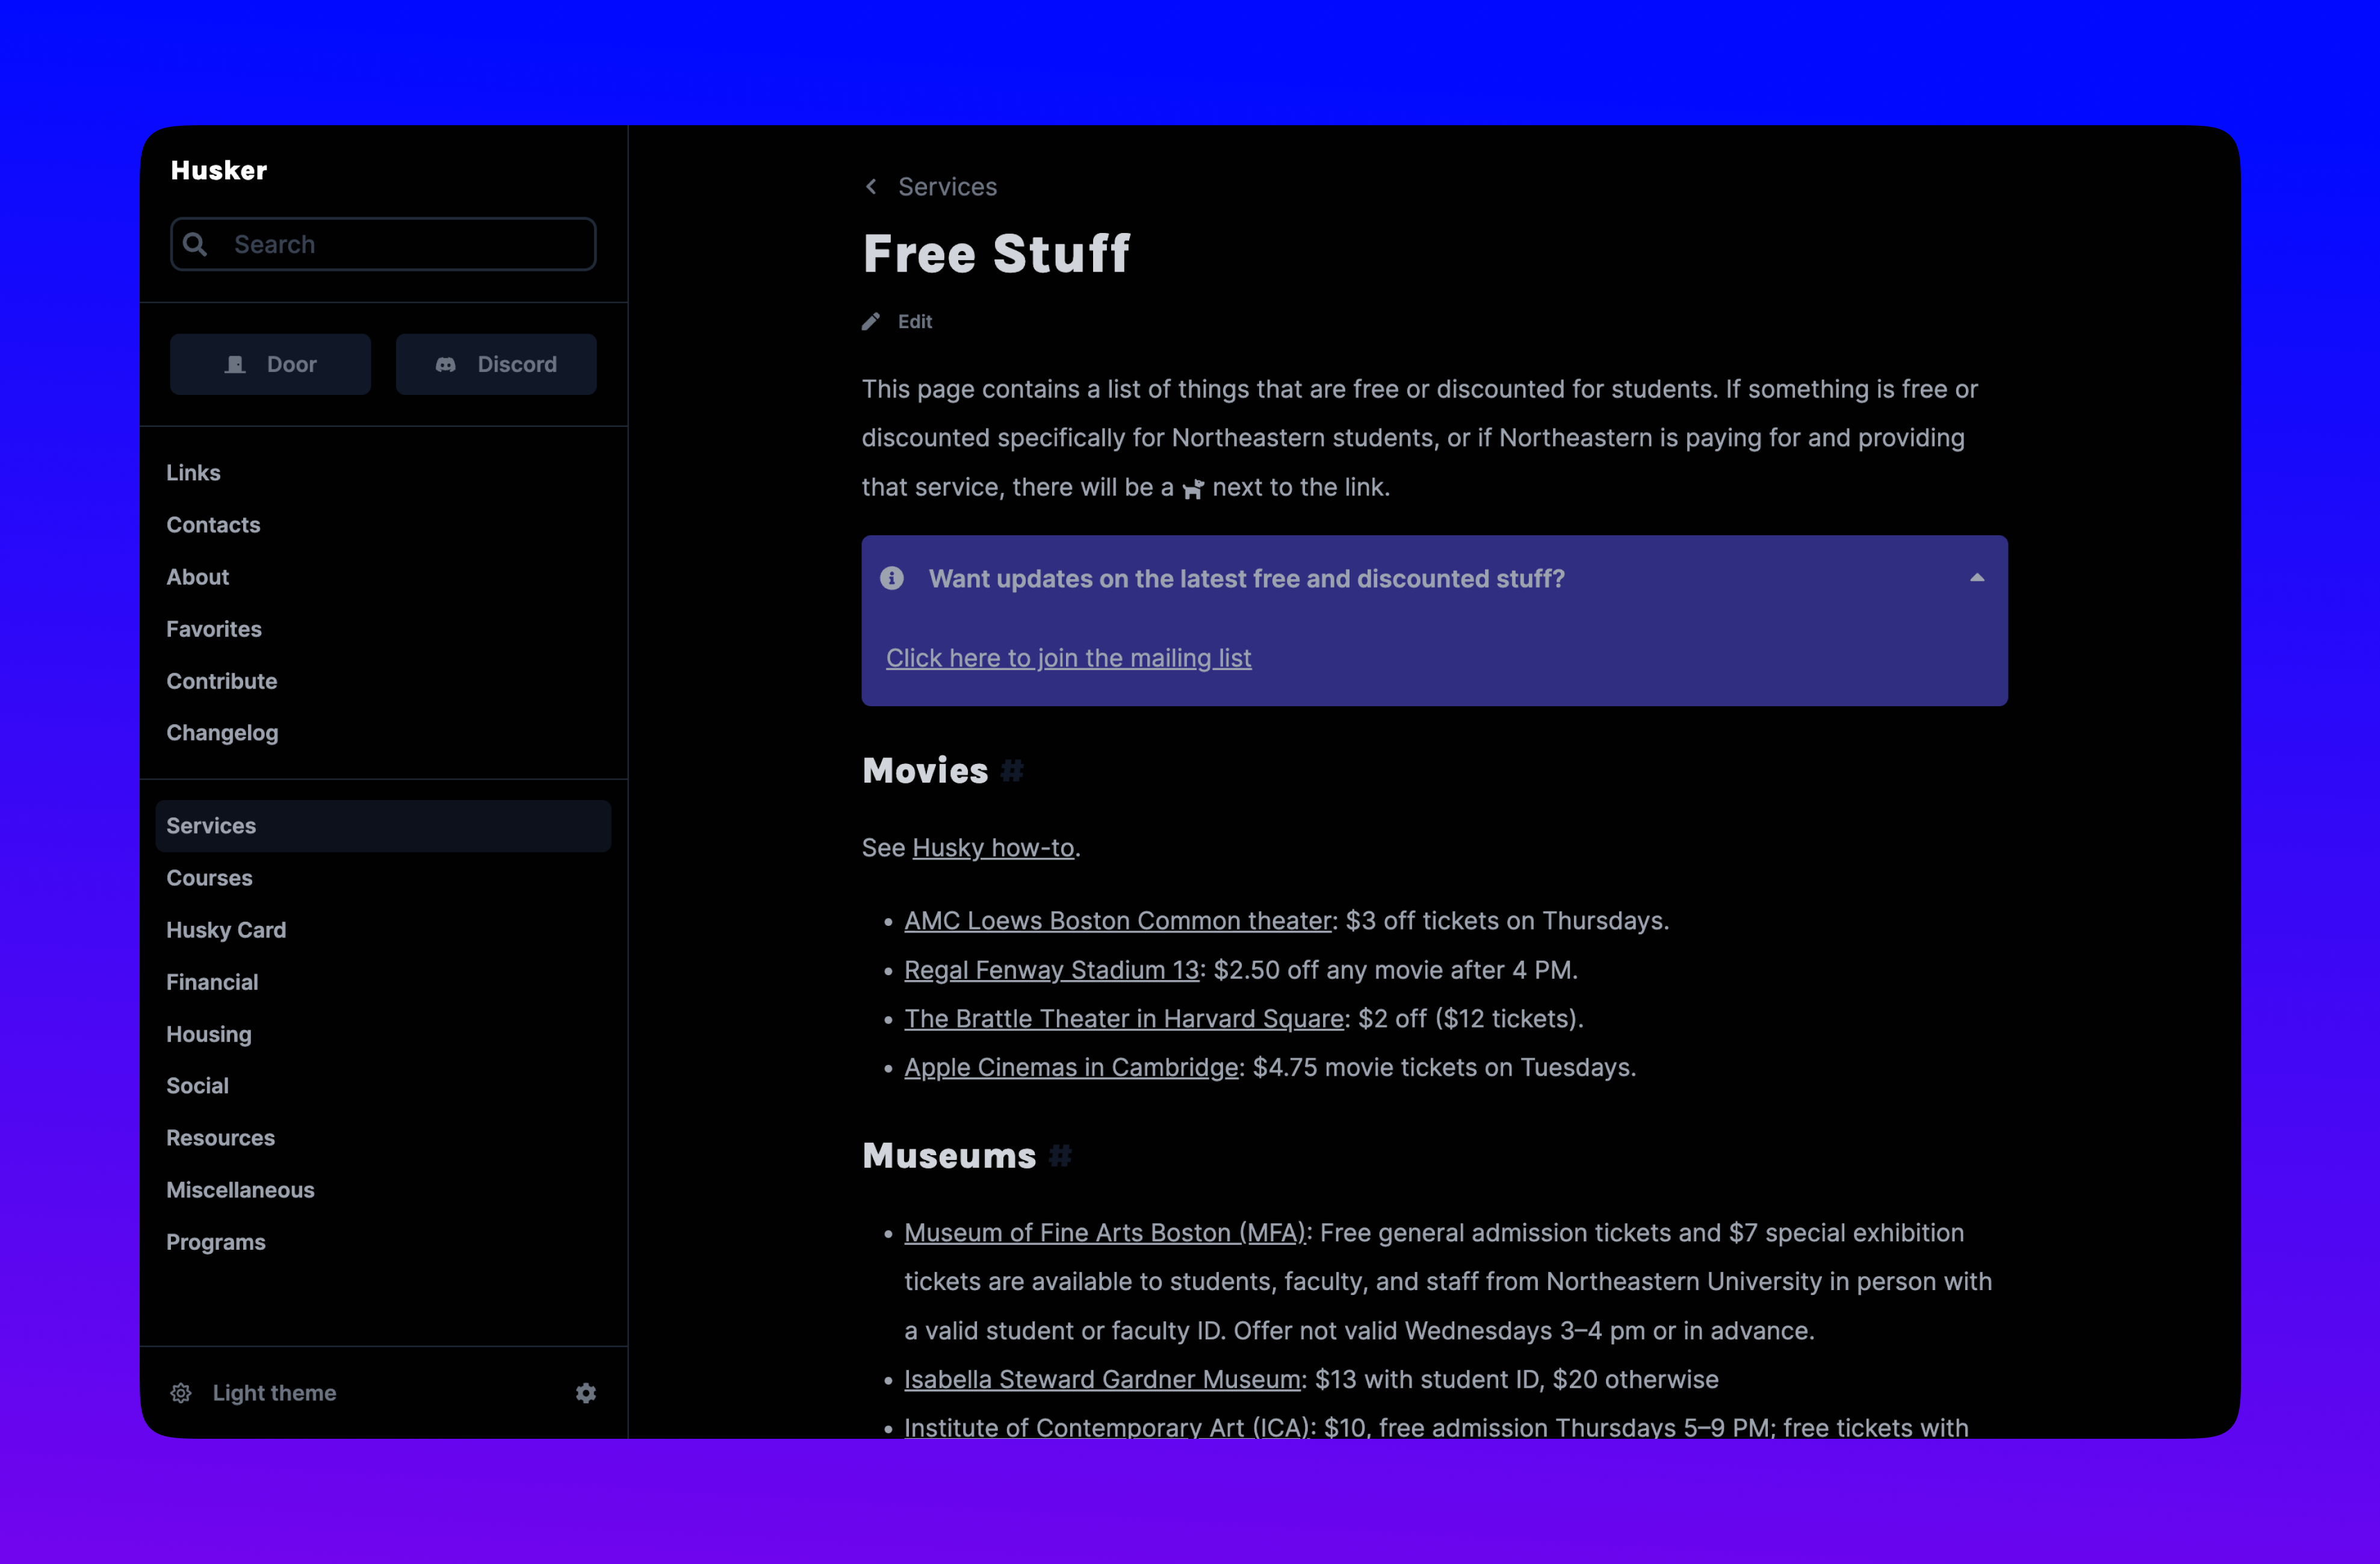 Husker
Search
Door
Discord
Links
Contacts
About
Favorites
Contribute
Changelog
Services
Courses
Husky Card
Financial
Housing
Social
Resources
Miscellaneous
Programs
Light theme
Services
Free Stuff
Edit
This page contains a list of things that are free or discounted for students. If something is free or
discounted specifically for Northeastern students, or if Northeastern is paying for and providing
that service, there will be a next to the link.
Want updates on the latest free and discounted stuff?
Click here to join the mailing list
Movies #
See Husky how-to.
• AMC Loews Boston Common theater: $3 off tickets on Thursdays.
• Regal Fenway Stadium 13: $2.50 off any movie after 4 PM.
• The Brattle Theater in Harvard Square: $2 off ($12 tickets).
• Apple Cinemas in Cambridge: $4.75 movie tickets on Tuesdays.
Museums #
• Museum of Fine Arts Boston (MFA): Free general admission tickets and $7 special exhibition
tickets are available to students, faculty, and staff from Northeastern University in person with
a valid student or faculty ID. Offer not valid Wednesdays 3–4 pm or in advance.
• Isabella Steward Gardner Museum: $13 with student ID, $20 otherwise
• Institute of Contemporary Art (ICA): $10, free admission Thursdays 5–9 PM; free tickets with